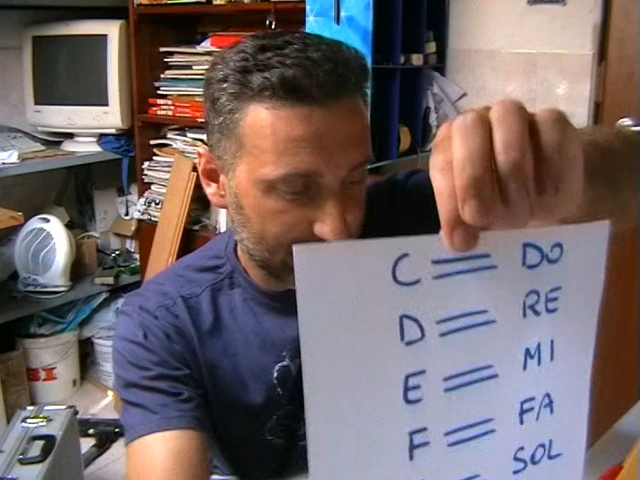 C = DO
D = RE
E = MI
F = FA
= SOL